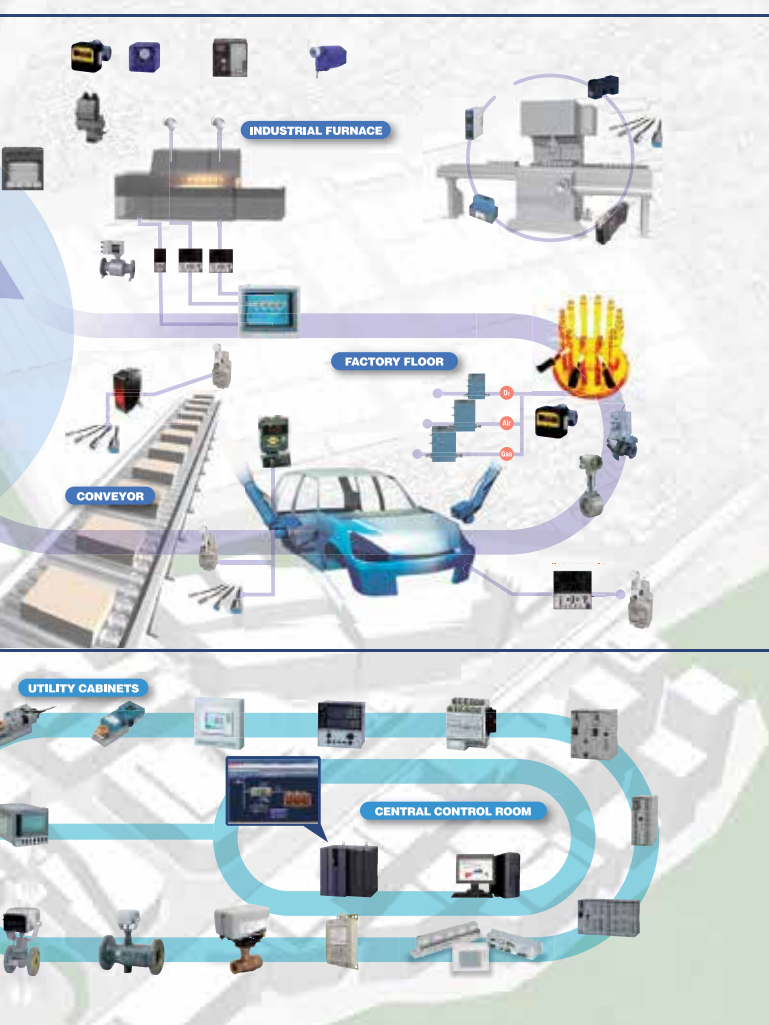 INDUSTRIAL FURNACE
FACTORY FLOOR
O₂
Air
Gas
CONVEYOR
UTILITY CABINETS
CENTRAL CONTROL ROOM